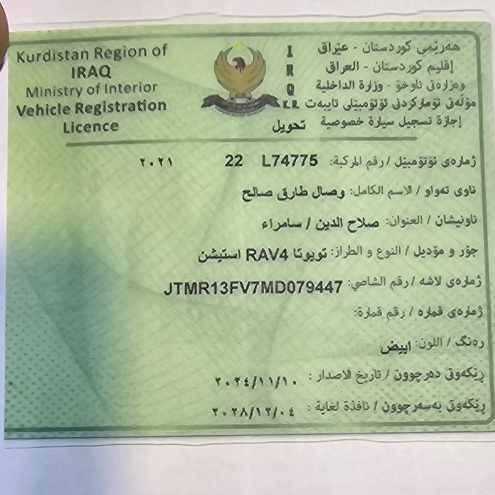 Kurdistan Region of
IRAQ
Ministry of Interior
Vehicle Registration
Licence
I
R
Q
K.R.
هەرێمی کوردستان - عێراق
إقليم كوردستان - العراق
وەزارەتی ناوخۆ - وزارة الداخلية
مۆڵەتی تۆمارکردنی ئۆتۆمبێلی تایبەت
إجازة تسجيل سيارة خصوصية
تحويل
ژمارەی ئۆتۆمبێل / رقم المركبة: L74775 22 ٢٠٢١
ناوی تەواو / الاسم الكامل: وصال طارق صالح
ناونیشان / العنوان: صلاح الدين / سامراء
جۆر و مۆدێل / النوع و الطراز: تويوتا RAV4 استيشن
ژمارەی لاشە / رقم الشاصي: JTMR13FV7MD079447
ژمارەی قمارە / رقم قمارة:
رەنگ / اللون: ابيض
ڕێکەوتی دەرچوون / تاريخ الاصدار : ٢٠٢٤/١١/١٠
ڕێکەوتی بەسەرچوون / نافذة لغاية : ٢٠٢٨/١٢/٠٤